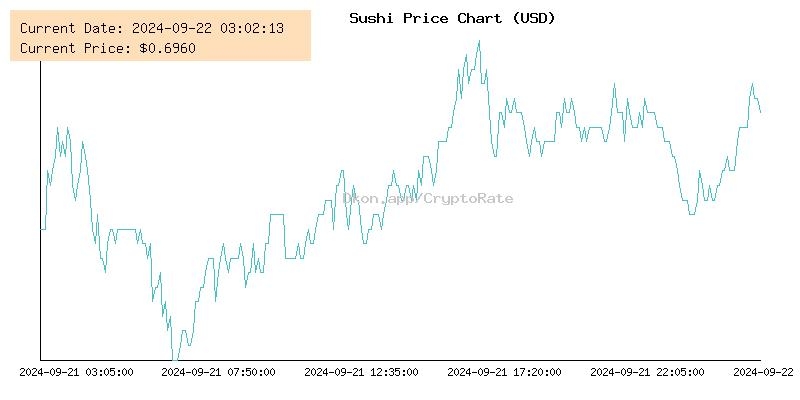 Sushi Price Chart (USD)
Current Date: 2024-09-22 03:02:13
Current Price: $0.6960
Dkon.app/CryptoRate
2024-09-21 03:05:00
2024-09-21 07:50:00
2024-09-21 12:35:00
2024-09-21 17:20:00
2024-09-21 22:05:00
2024-09-22